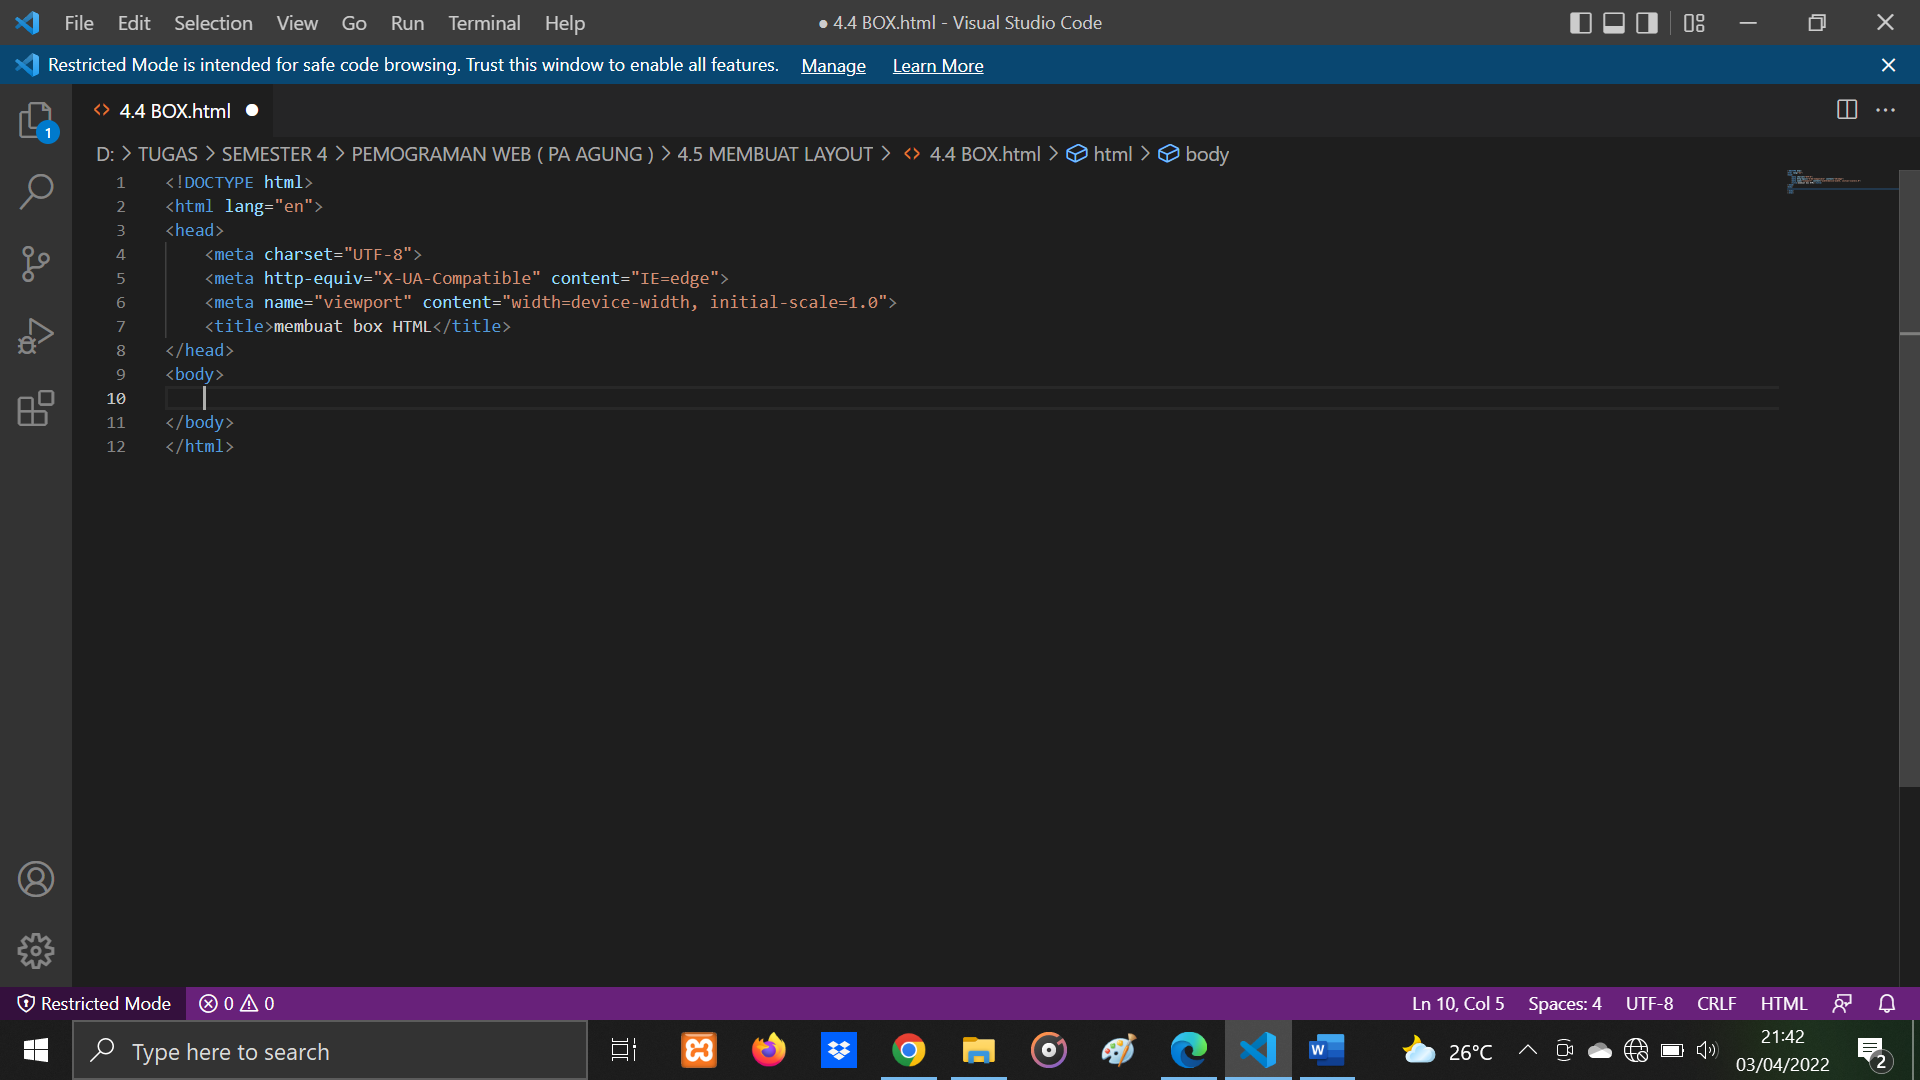 File Edit Selection View Go Run Terminal Help ● 4.4 BOX.html - Visual Studio Code
Restricted Mode is intended for safe code browsing. Trust this window to enable all features. Manage Learn More
4.4 BOX.html
1
D: > TUGAS > SEMESTER 4 > PEMOGRAMAN WEB ( PA AGUNG ) > 4.5 MEMBUAT LAYOUT > 4.4 BOX.html > html > body
1 <!DOCTYPE html>
2 <html lang="en">
3 <head>
4     <meta charset="UTF-8">
5     <meta http-equiv="X-UA-Compatible" content="IE=edge">
6     <meta name="viewport" content="width=device-width, initial-scale=1.0">
7     <title>membuat box HTML</title>
8 </head>
9 <body>
10
11 </body>
12 </html>
Restricted Mode 0 0 Ln 10, Col 5 Spaces: 4 UTF-8 CRLF HTML
Type here to search
W
26°C
21:42
03/04/2022
2